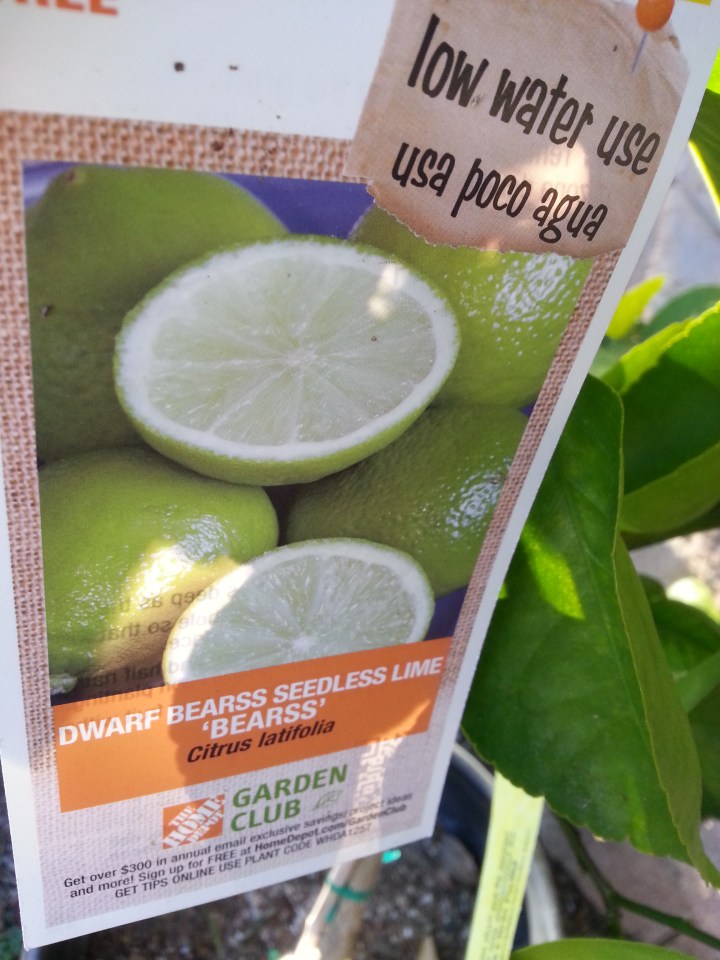 low water use
usa poco agua
DWARF BEARSS SEEDLESS LIME
'BEARSS'
Citrus latifolia
THE HOME DEPOT
GARDEN
CLUB
Get over $300 in annual email exclusive savings, project ideas
and more! Sign up for FREE at HomeDepot.com/GardenClub
GET TIPS ONLINE USE PLANT CODE WHDA1257